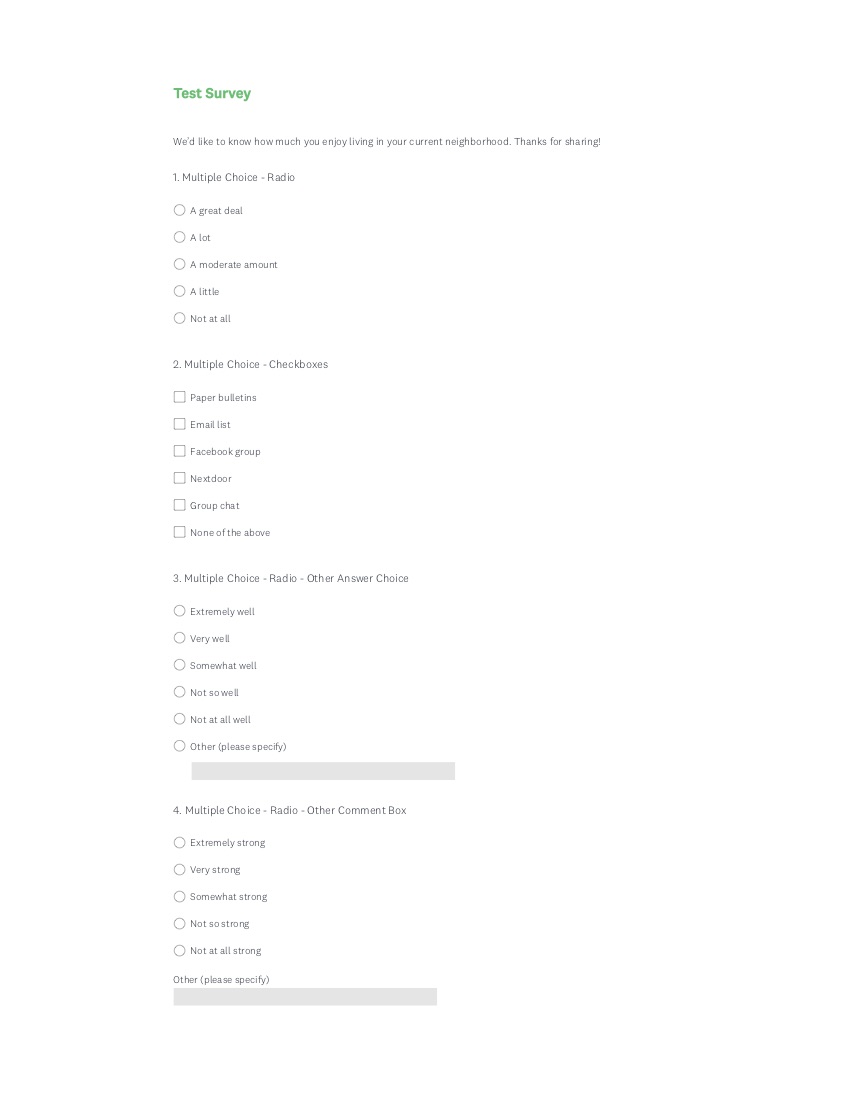 Test Survey
We'd like to know how much you enjoy living in your current neighborhood. Thanks for sharing!
1. Multiple Choice - Radio
A great deal
A lot
A moderate amount
A little
Not at all
2. Multiple Choice - Checkboxes
Paper bulletins
Email list
Facebook group
Nextdoor
Group chat
None of the above
3. Multiple Choice - Radio - Other Answer Choice
Extremely well
Very well
Somewhat well
Not so well
Not at all well
Other (please specify)
4. Multiple Choice - Radio - Other Comment Box
Extremely strong
Very strong
Somewhat strong
Not so strong
Not at all strong
Other (please specify)